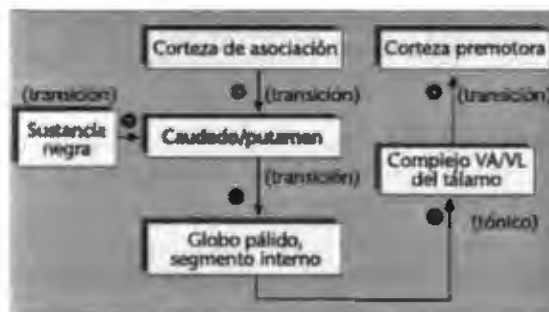 Corteza de asociación
Corteza premotora
(transición)
(transición)
(transición)
Sustancia
negra
Caudado/putamen
Complejo VA/VL
del tálamo
(transición)
Globo pálido,
segmento interno
(tónico)